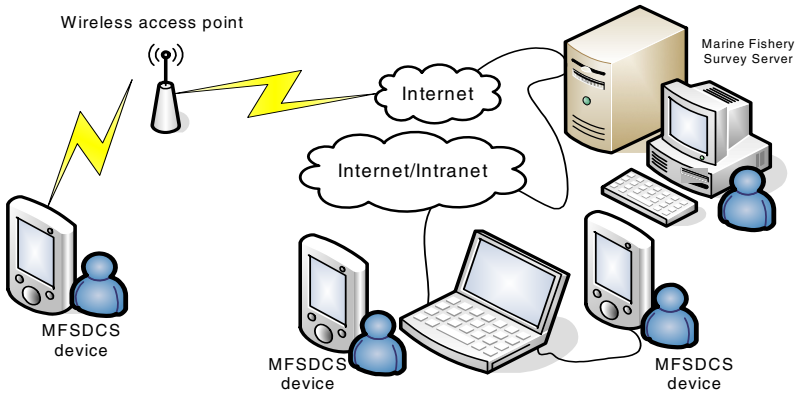 Wireless access point
Marine Fishery
Survey Server
Internet
Internet/Intranet
MFSDCS
device
MFSDCS
device
MFSDCS
device